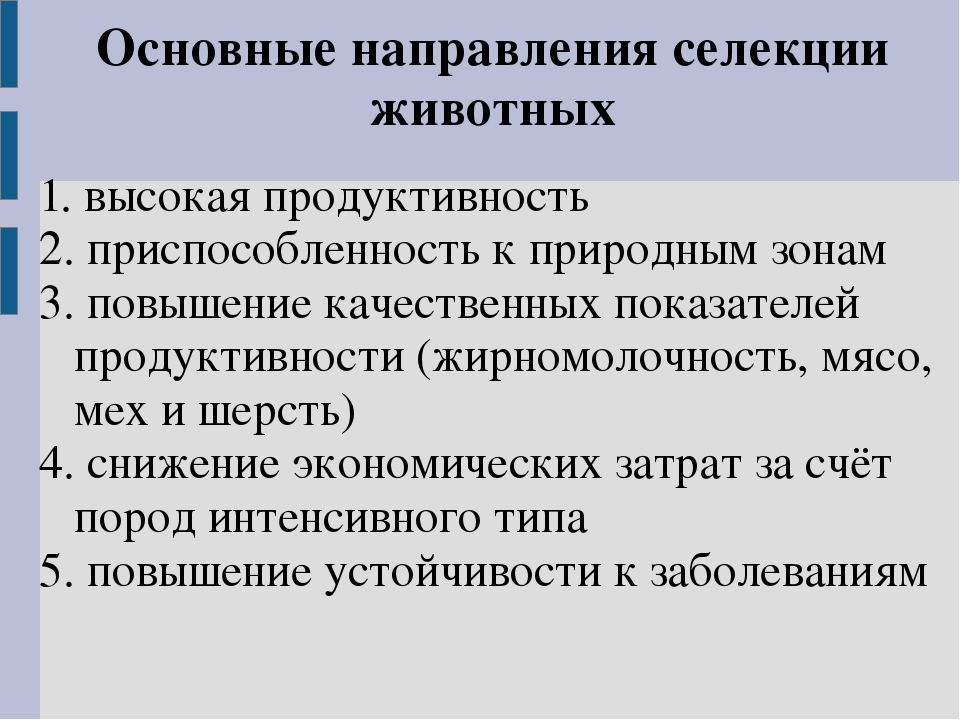 Основные направления селекции
животных
1. высокая продуктивность
2. приспособленность к природным зонам
3. повышение качественных показателей
продуктивности (жирномолочность, мясо,
мех и шерсть)
4. снижение экономических затрат за счёт
пород интенсивного типа
5. повышение устойчивости к заболеваниям